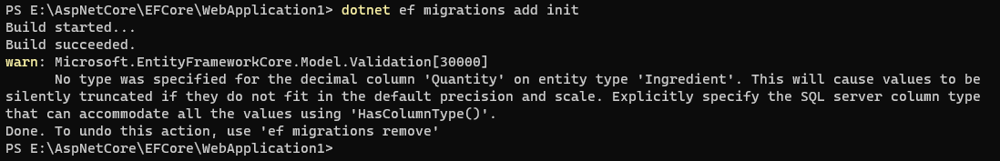 PS E:\AspNetCore\EFCore\WebApplication1> dotnet ef migrations add init
Build started...
Build succeeded.
warn: Microsoft.EntityFrameworkCore.Model.Validation[30000]
      No type was specified for the decimal column 'Quantity' on entity type 'Ingredient'. This will cause values to be
silently truncated if they do not fit in the default precision and scale. Explicitly specify the SQL server column type
that can accommodate all the values using 'HasColumnType()'.
Done. To undo this action, use 'ef migrations remove'
PS E:\AspNetCore\EFCore\WebApplication1>